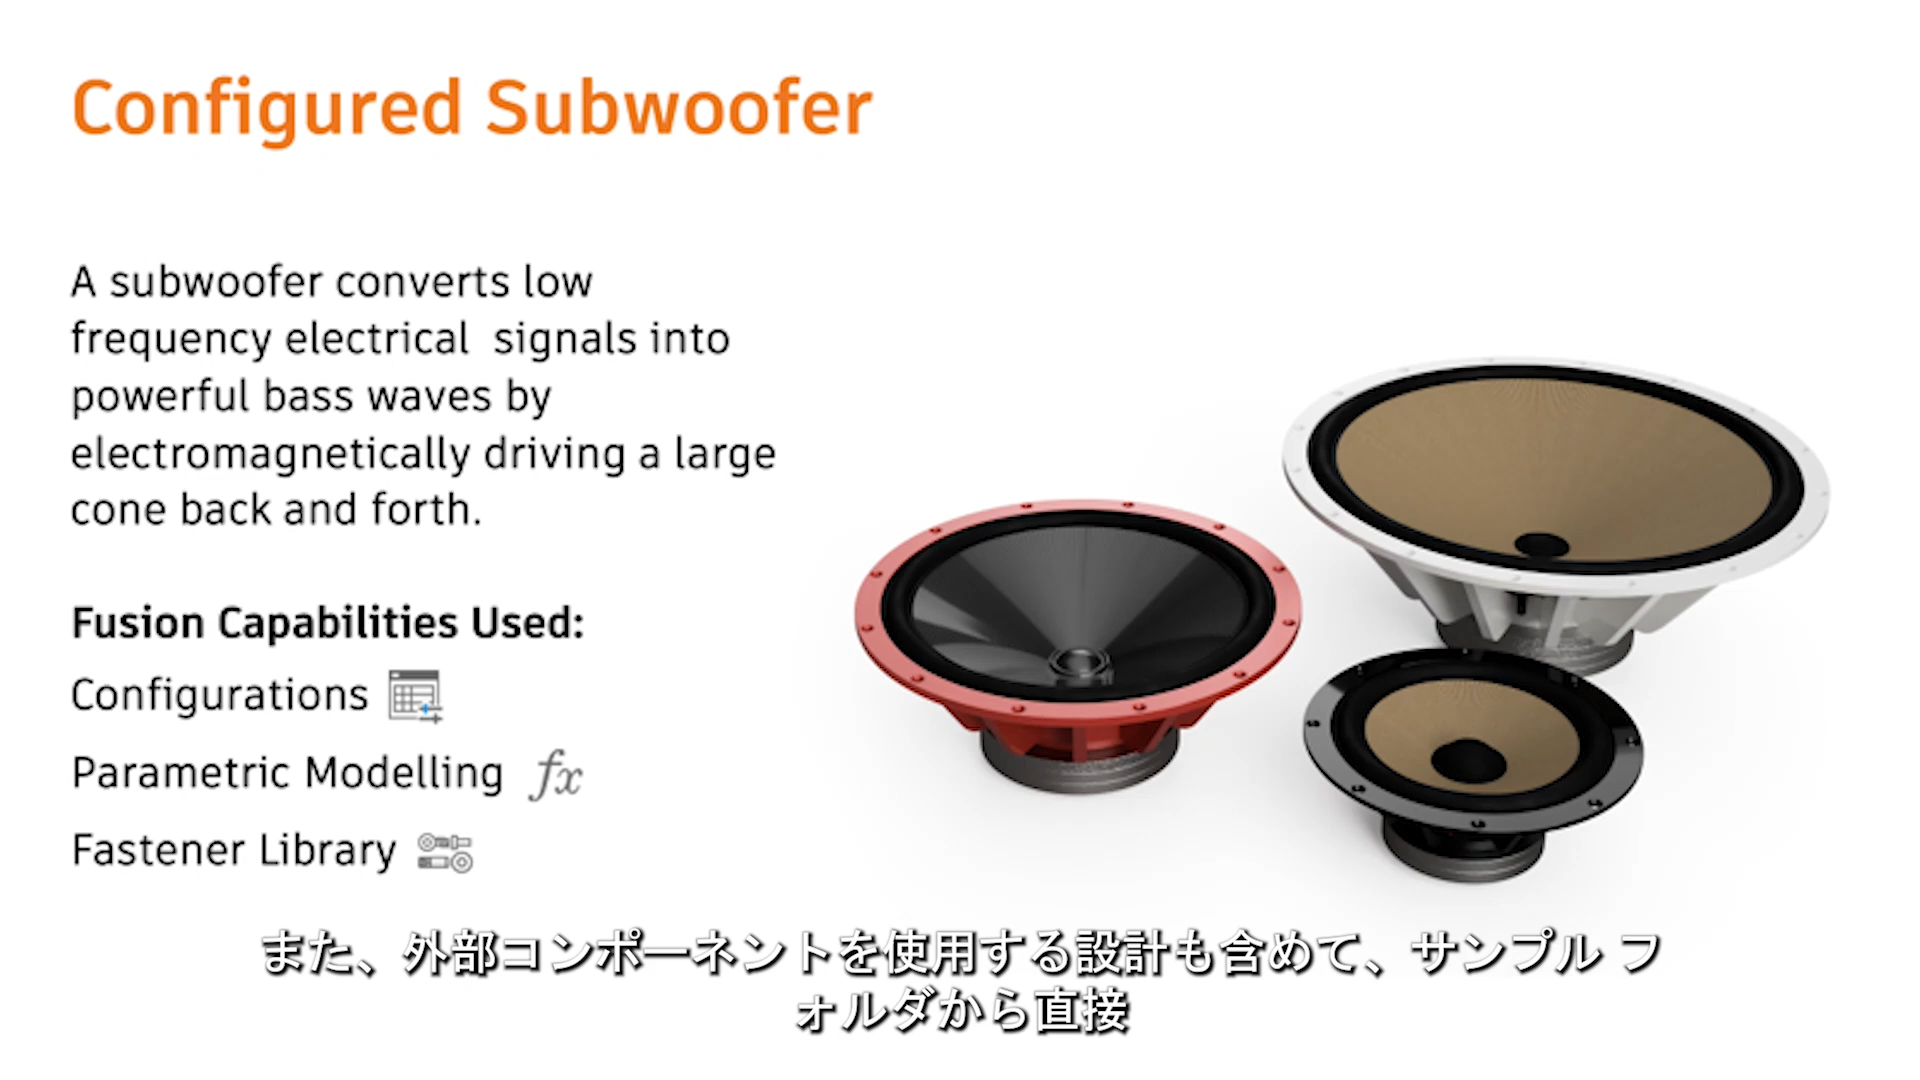 Configured Subwoofer
A subwoofer converts low
frequency electrical  signals into
powerful bass waves by
electromagnetically driving a large
cone back and forth.
Fusion Capabilities Used:
Configurations
Parametric Modelling fx
Fastener Library
また、外部コンポーネントを使用する設計も含めて、サンプル フ
ォルダから直接